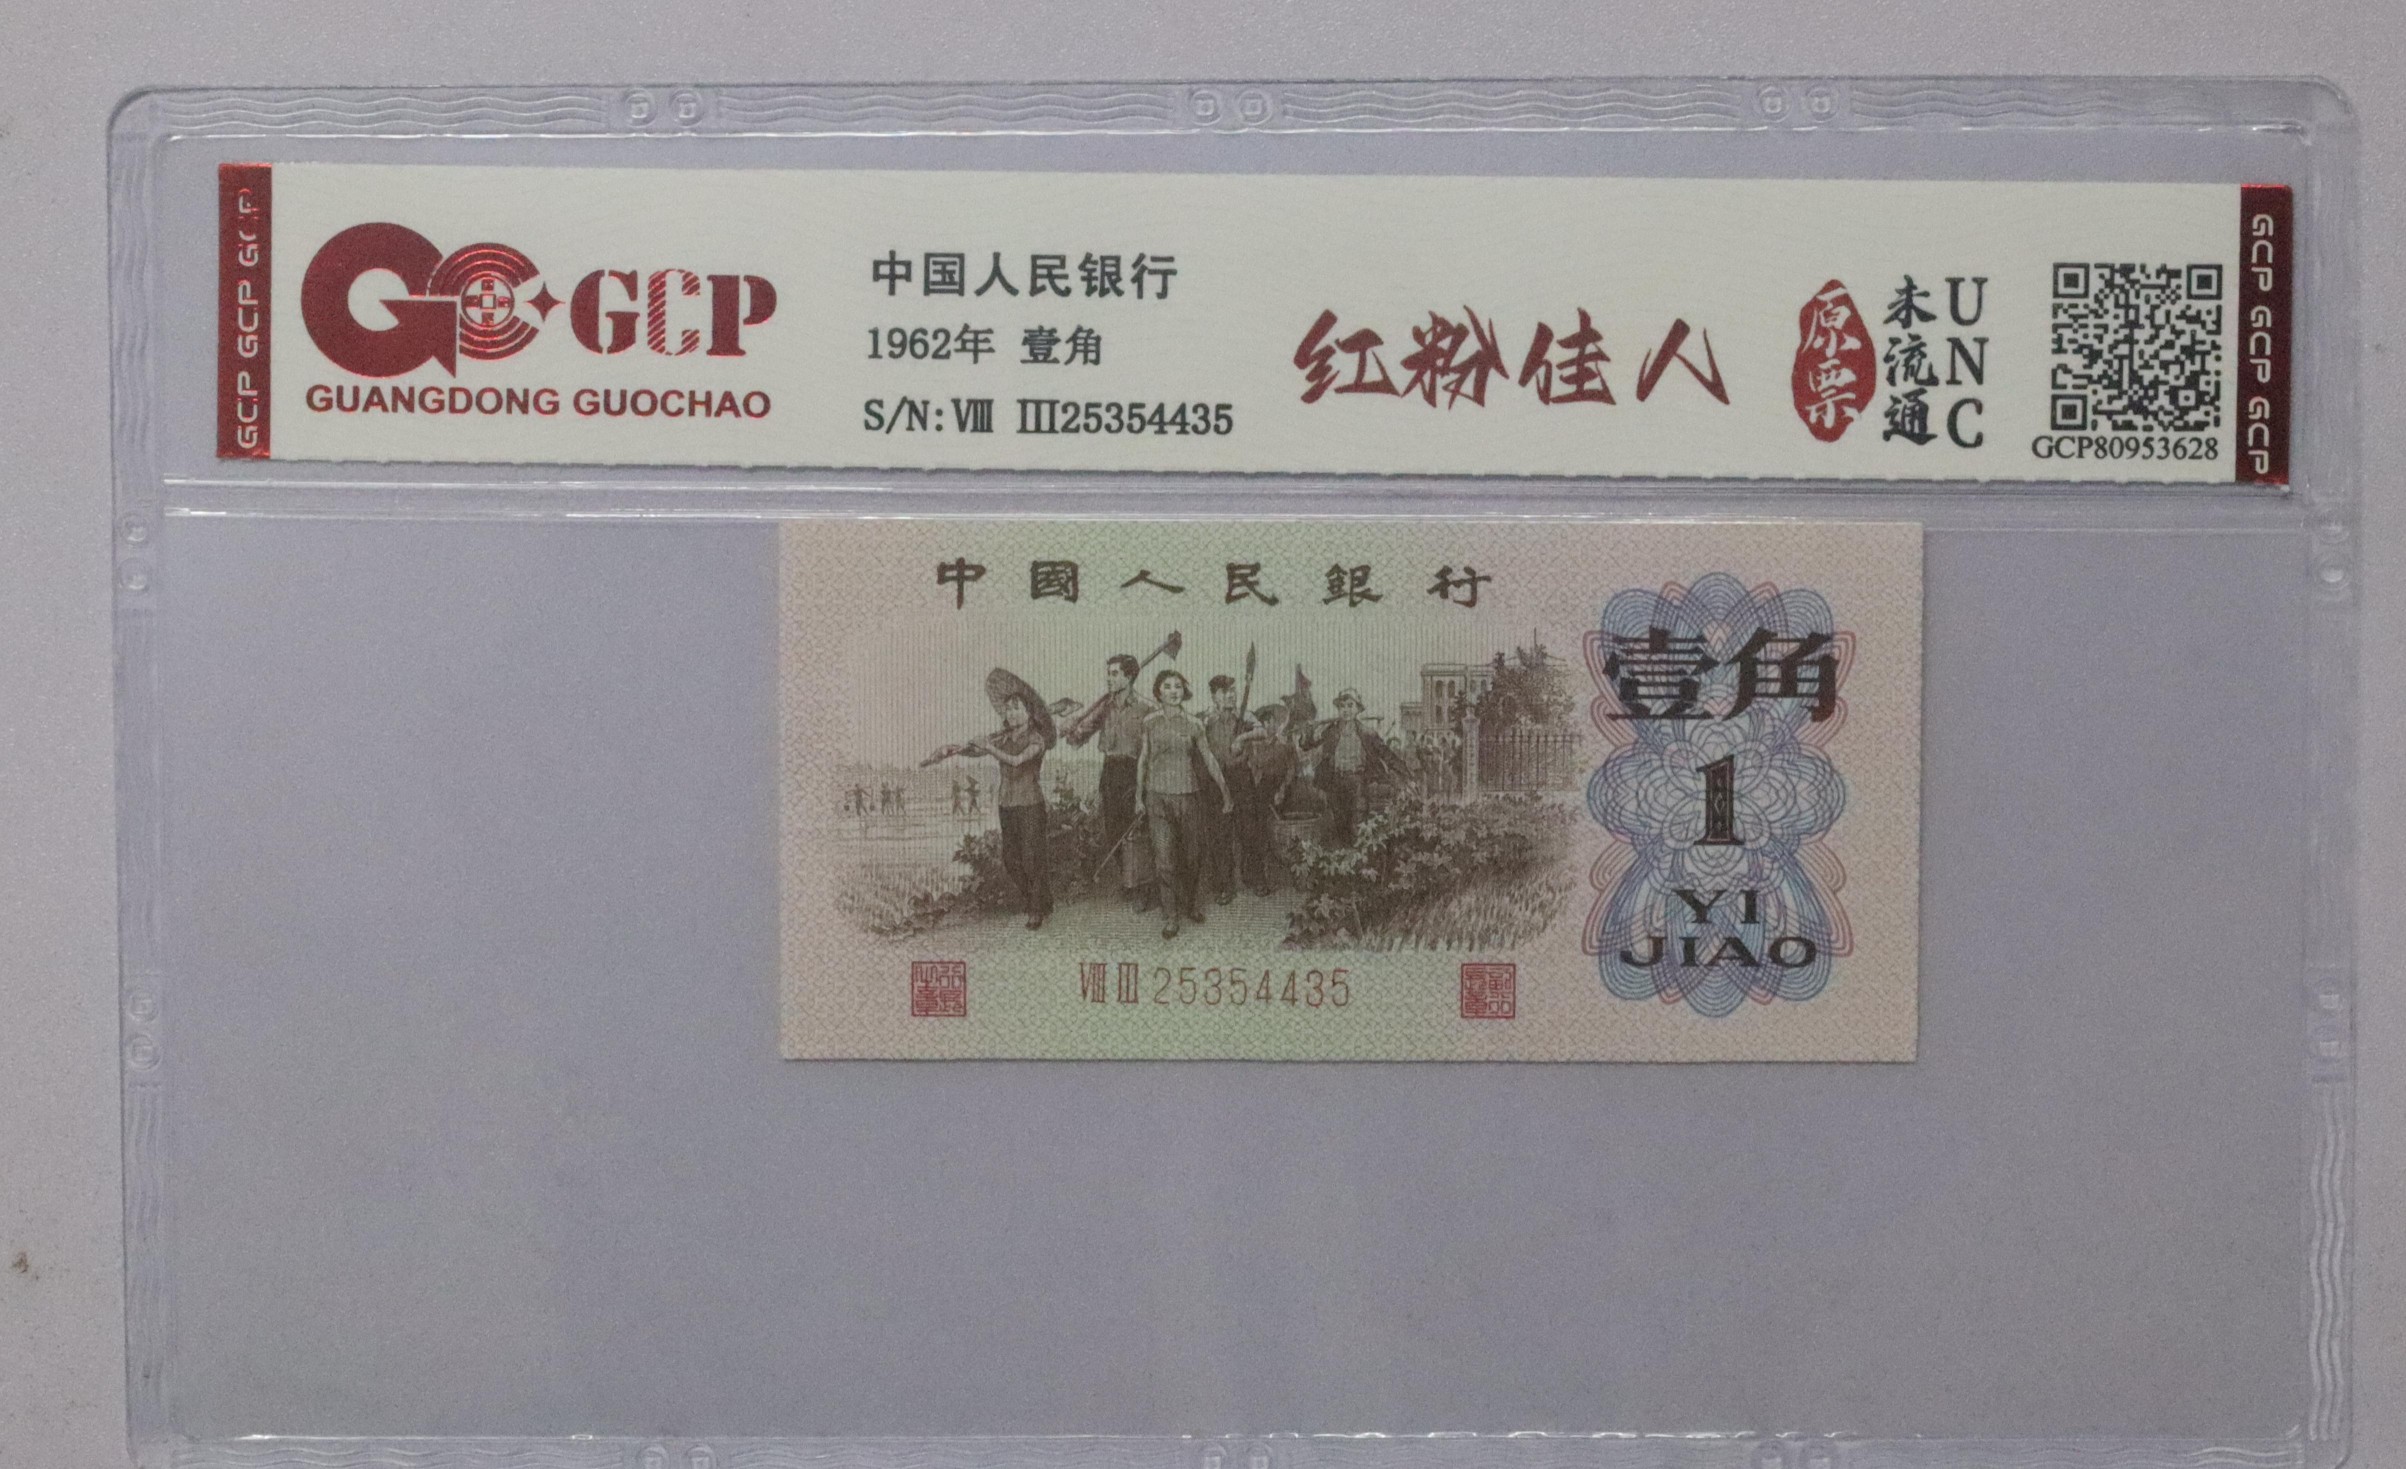 GCP GCP GCP
GCP
GUANGDONG GUOCHAO
中国人民银行
1962年 壹角
S/N:Ⅷ Ⅲ25354435
红粉佳人
原票
未流通
UNC
GCP80953628
GCP GCP GCP
中國人民銀行
壹角
1
YI
JIAO
Ⅷ Ⅲ 25354435